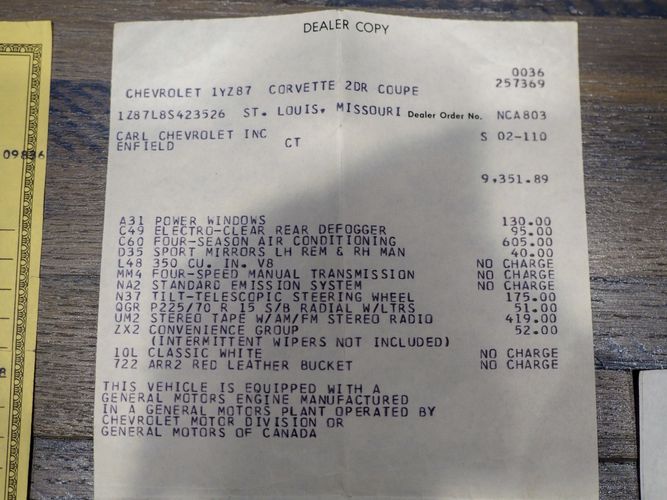 DEALER COPY
0036
CHEVROLET 1YZ87 CORVETTE 2DR COUPE 257369
1Z87L8S423526 ST. LOUIS, MISSOURI Dealer Order No. NCA803
CARL CHEVROLET INC S 02-110
ENFIELD CT
9,351.89
A31 POWER WINDOWS 130.00
C49 ELECTRO-CLEAR REAR DEFOGGER 95.00
C60 FOUR-SEASON AIR CONDITIONING 605.00
D35 SPORT MIRRORS LH REM & RH MAN 40.00
L48 350 CU. IN. V8 NO CHARGE
MM4 FOUR-SPEED MANUAL TRANSMISSION NO CHARGE
NA2 STANDARD EMISSION SYSTEM NO CHARGE
N37 TILT-TELESCOPIC STEERING WHEEL 175.00
QGR P225/70 R 15 S/B RADIAL W/LTRS 51.00
UM2 STEREO TAPE W/AM/FM STEREO RADIO 419.00
ZX2 CONVENIENCE GROUP 52.00
(INTERMITTENT WIPERS NOT INCLUDED)
10L CLASSIC WHITE NO CHARGE
722 ARR2 RED LEATHER BUCKET NO CHARGE
THIS VEHICLE IS EQUIPPED WITH A
GENERAL MOTORS ENGINE MANUFACTURED
IN A GENERAL MOTORS PLANT OPERATED BY
CHEVROLET MOTOR DIVISION OR
GENERAL MOTORS OF CANADA